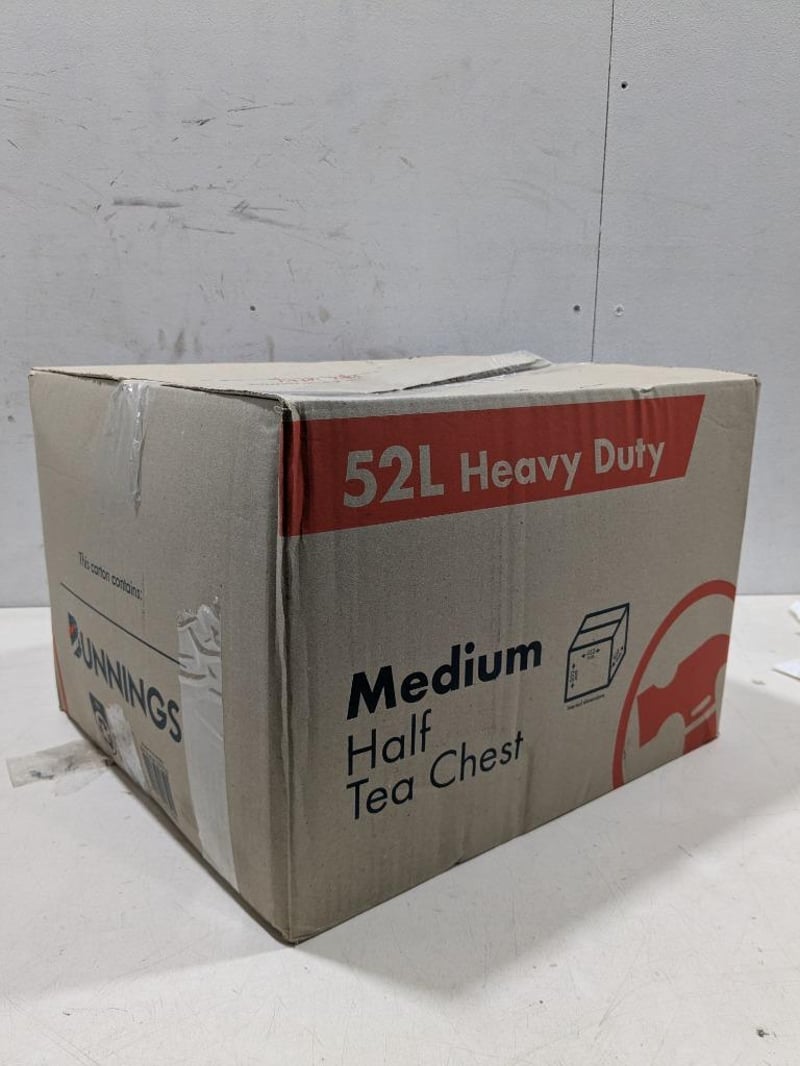 52L Heavy Duty
This carton contains:
BUNNINGS
Medium
Half
Tea Chest